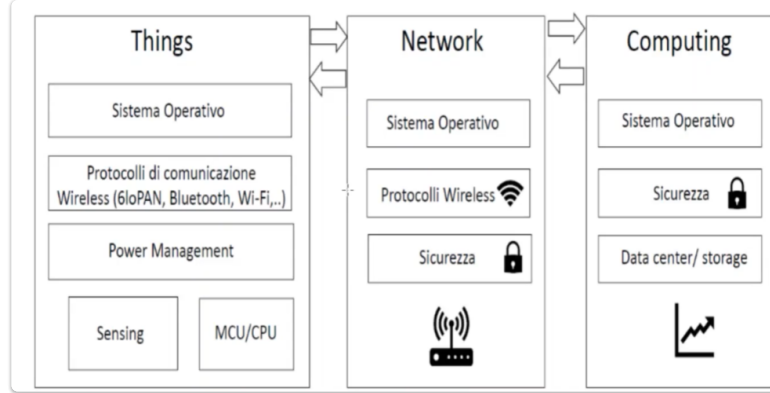 Things
Sistema Operativo
Protocolli di comunicazione
Wireless (6loPAN, Bluetooth, Wi-Fi,..)
Power Management
Sensing
MCU/CPU
Network
Sistema Operativo
Protocolli Wireless
Sicurezza
Computing
Sistema Operativo
Sicurezza
Data center/ storage